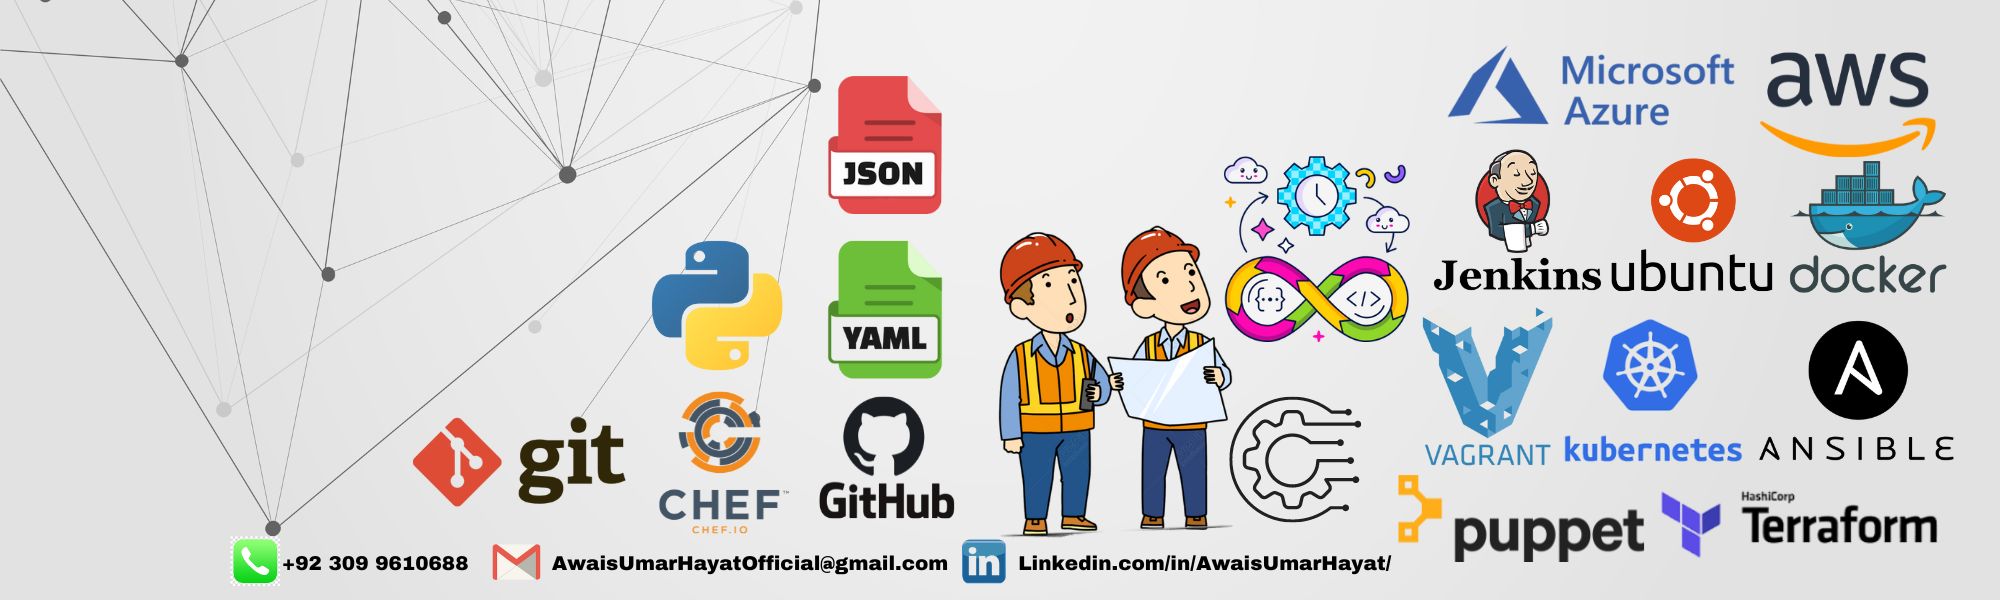 Microsoft
Azure
aws
JSON
Jenkins
ubuntu
docker
YAML
{...}
</>
git
CHEF™
CHEF.IO
GitHub
VAGRANT
kubernetes
ANSIBLE
puppet
HashiCorp
Terraform
+92 309 9610688
AwaisUmarHayatOfficial@gmail.com
Linkedin.com/in/AwaisUmarHayat/